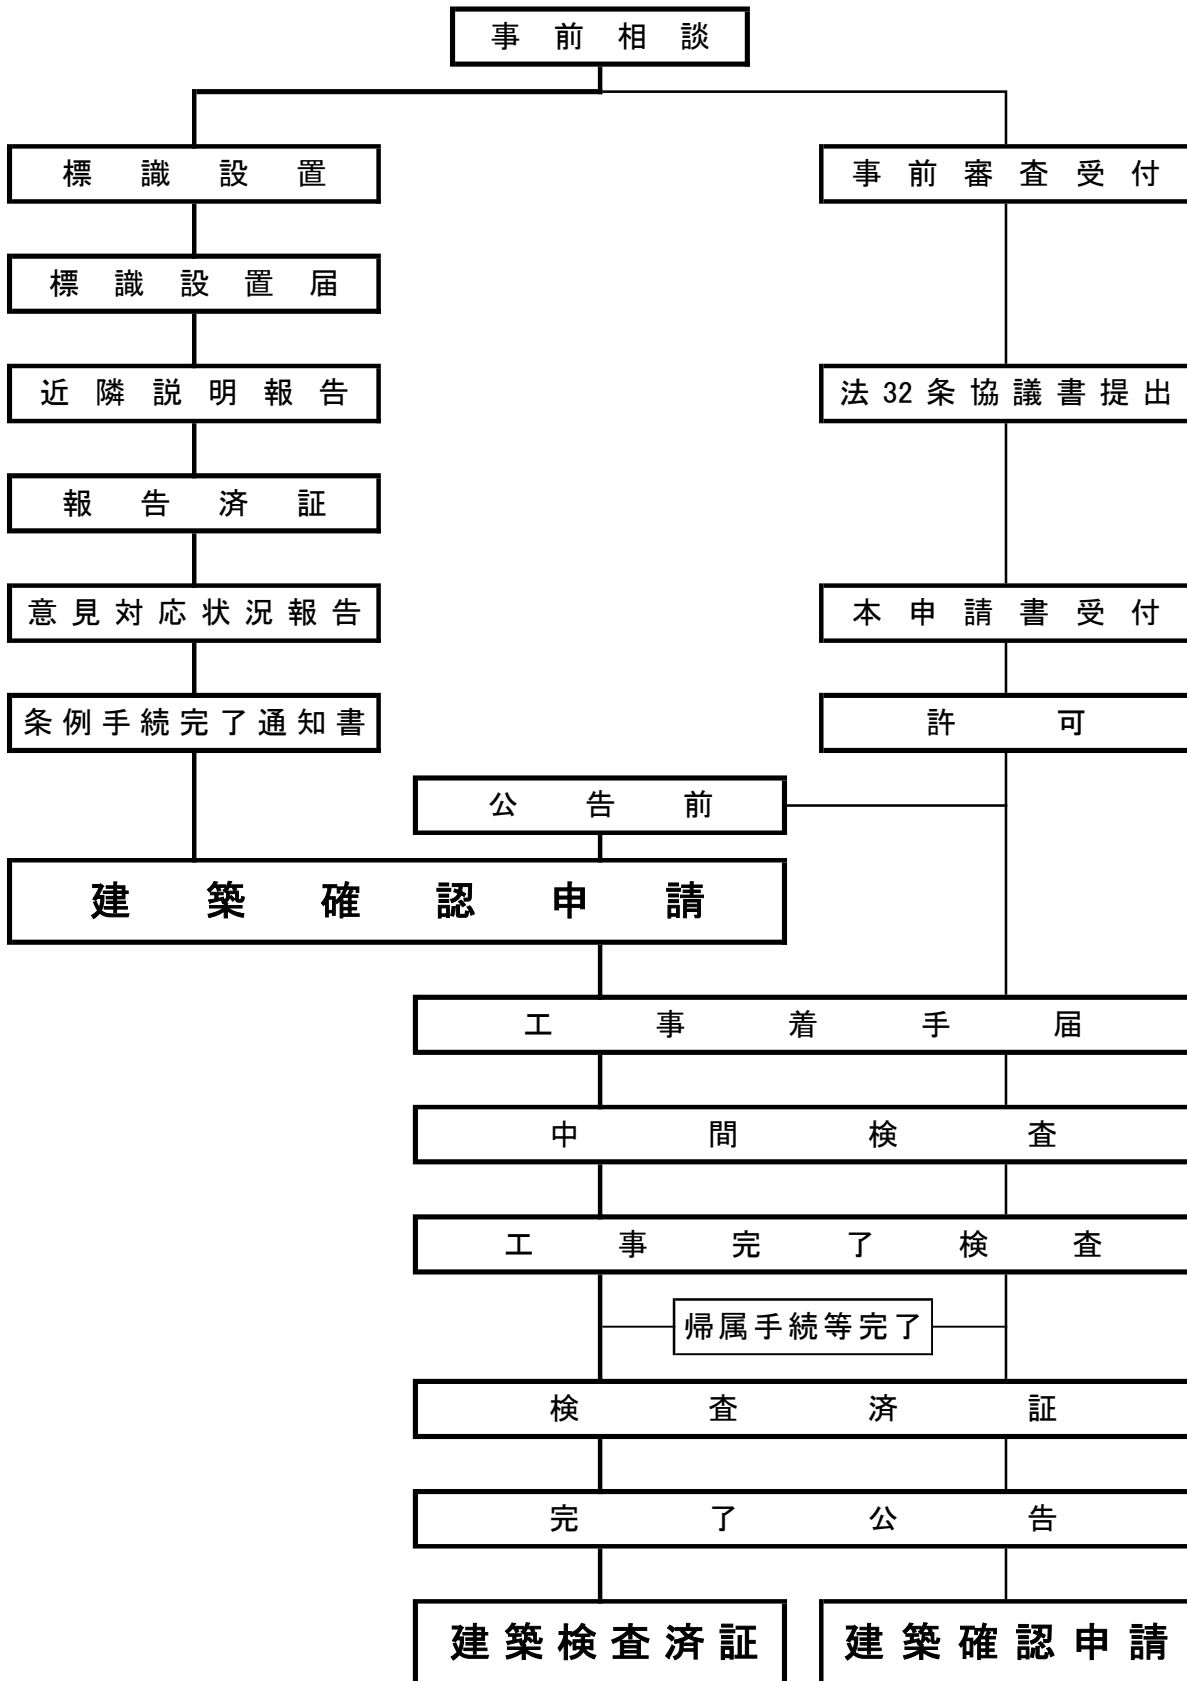 事前相談
標識設置
事前審査受付
標識設置届
近隣説明報告
法32条協議書提出
報告済証
意見対応状況報告
本申請書受付
条例手続完了通知書
許可
公告前
建築確認申請
工事着手届
中間検査
工事完了検査
帰属手続等完了
検査済証
完了公告
建築検査済証
建築確認申請